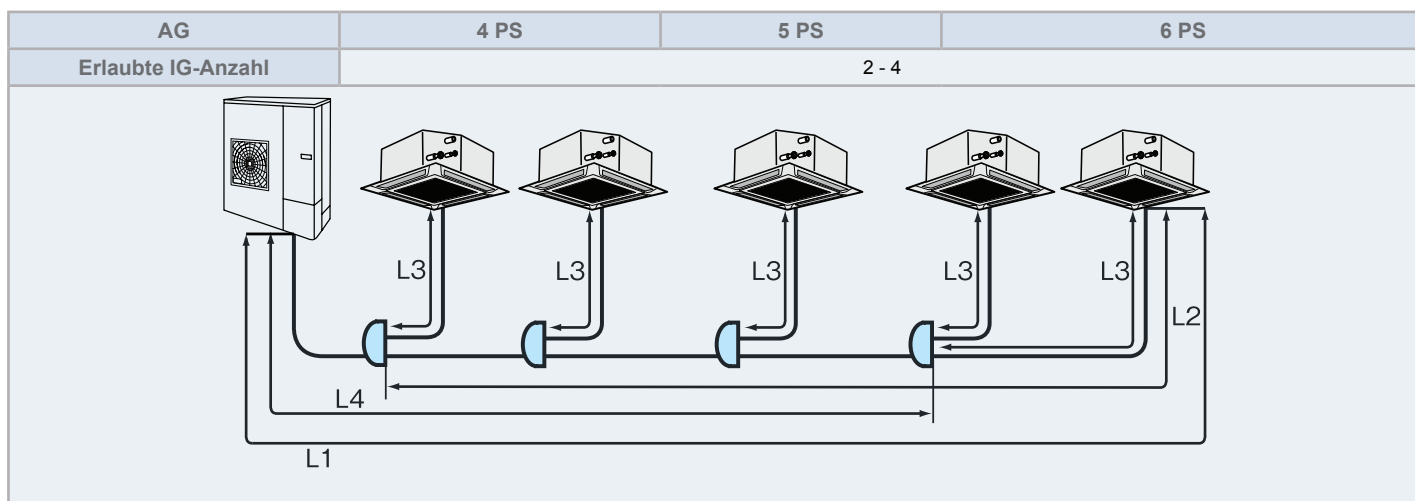 AG 4 PS 5 PS 6 PS
Erlaubte IG-Anzahl 2 - 4
L3 L3 L3 L3 L3
L2
L4
L1